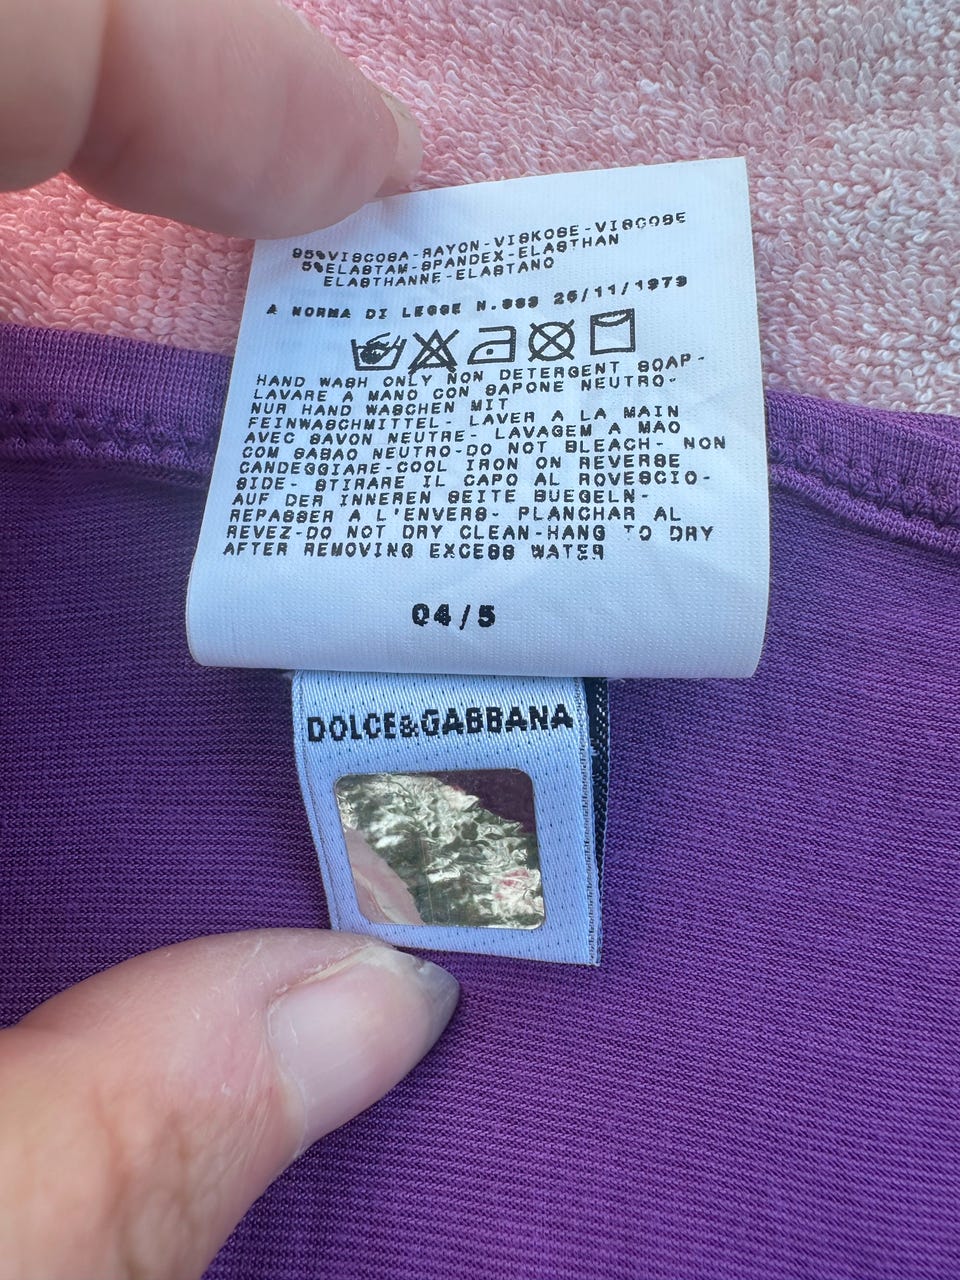 95%VISCOSA-RAYON-VISKOSE-VISCOSE
5%ELASTAM-SPANDEX-ELASTHAN
ELASTHANNE-ELASTANO
A NORMA DI LEGGE N.883 26/11/1973
HAND WASH ONLY NON DETERGENT SOAP-
LAVARE A MANO CON SAPONE NEUTRO-
NUR HAND WASCHEN MIT
FEINWASCHMITTEL- LAVER A LA MAIN
AVEC SAVON NEUTRE- LAVAGEM A MAO
COM SABAO NEUTRO-DO NOT BLEACH- NON
CANDEGGIARE-COOL IRON ON REVERSE
SIDE- STIRARE IL CAPO AL ROVESCIO-
AUF DER INNEREN SEITE BUEGELN-
REPASSER A L'ENVERS- PLANCHAR AL
REVEZ-DO NOT DRY CLEAN-HANG TO DRY
AFTER REMOVING EXCESS WATER
04/5
DOLCE&GABBANA